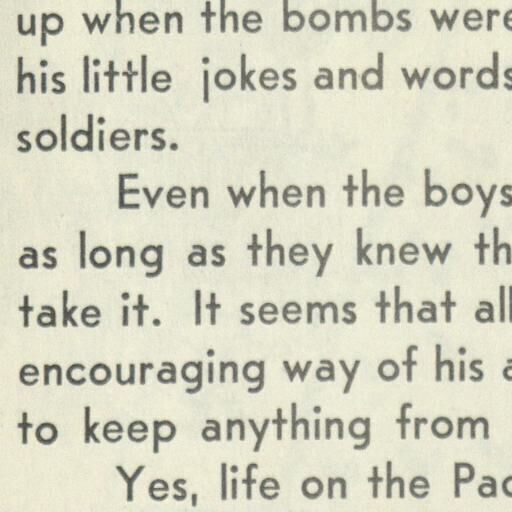 up when the bombs were
his little jokes and words
soldiers.
Even when the boys
as long as they knew th
take it. It seems that all
encouraging way of his a
to keep anything from
Yes, life on the Pac